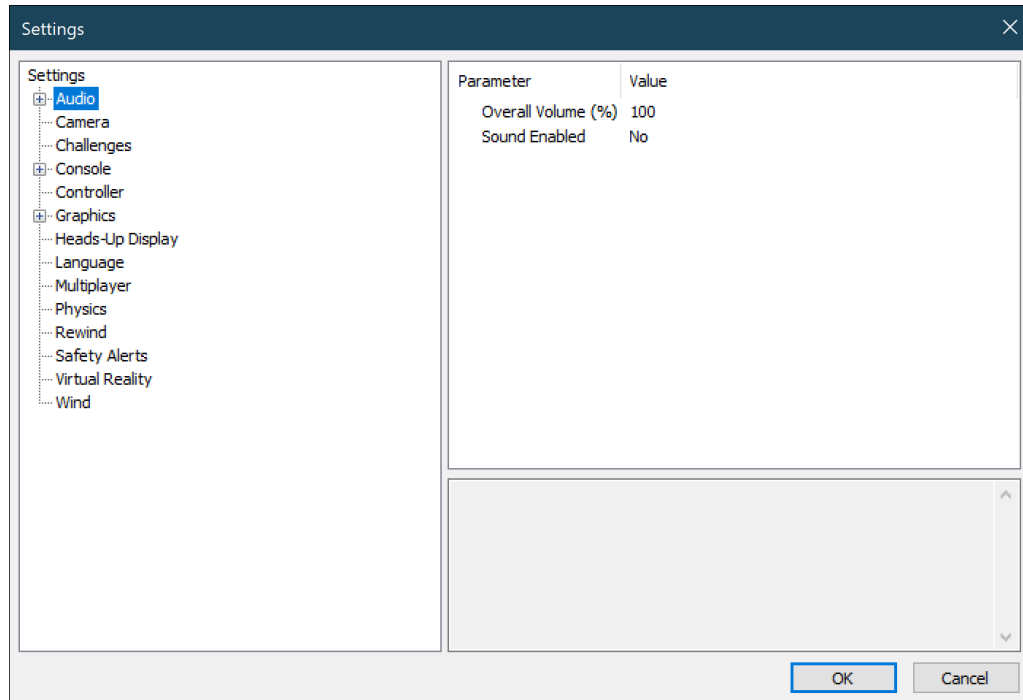 Settings
Settings
Audio
Camera
Challenges
Console
Controller
Graphics
Heads-Up Display
Language
Multiplayer
Physics
Rewind
Safety Alerts
Virtual Reality
Wind
Parameter Value
Overall Volume (%) 100
Sound Enabled No
OK Cancel